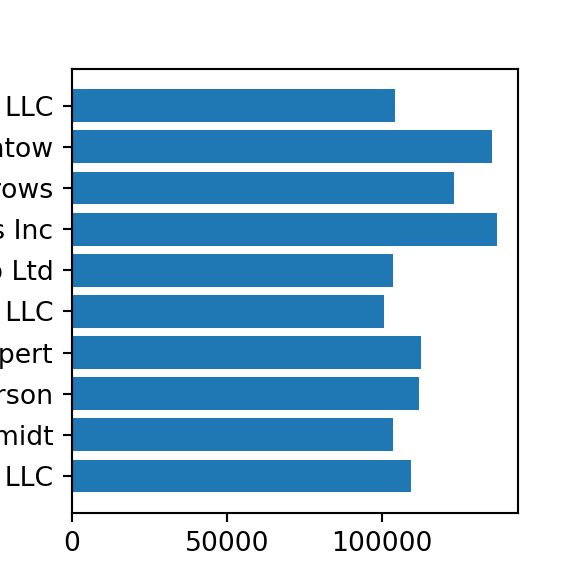 LLC
ntow
rows
s Inc
o Ltd
LLC
pert
rson
midt
LLC
0 50000 100000